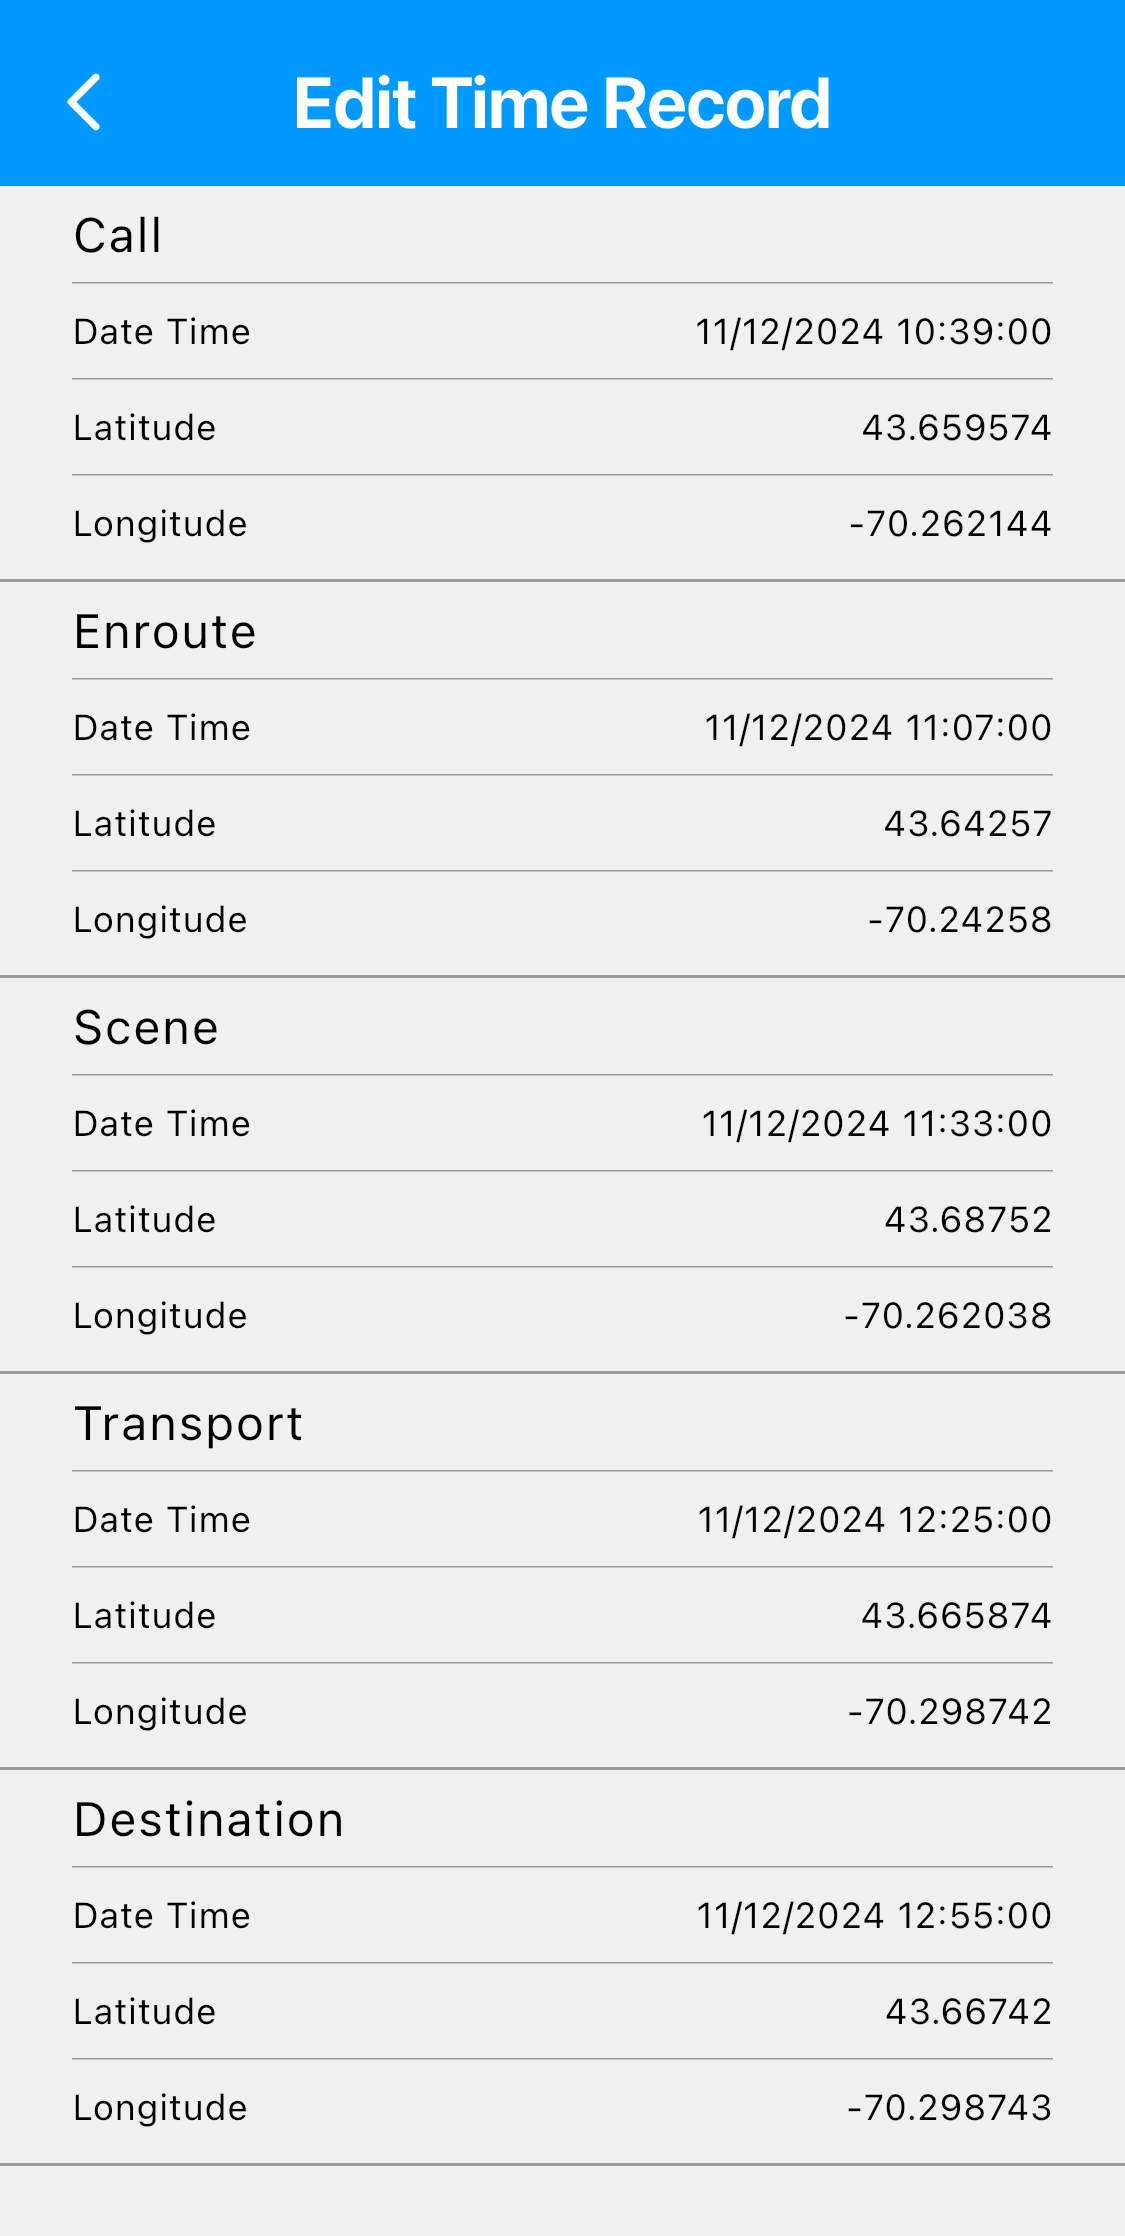 Edit Time Record
Call
Date Time 11/12/2024 10:39:00
Latitude 43.659574
Longitude -70.262144
Enroute
Date Time 11/12/2024 11:07:00
Latitude 43.64257
Longitude -70.24258
Scene
Date Time 11/12/2024 11:33:00
Latitude 43.68752
Longitude -70.262038
Transport
Date Time 11/12/2024 12:25:00
Latitude 43.665874
Longitude -70.298742
Destination
Date Time 11/12/2024 12:55:00
Latitude 43.66742
Longitude -70.298743